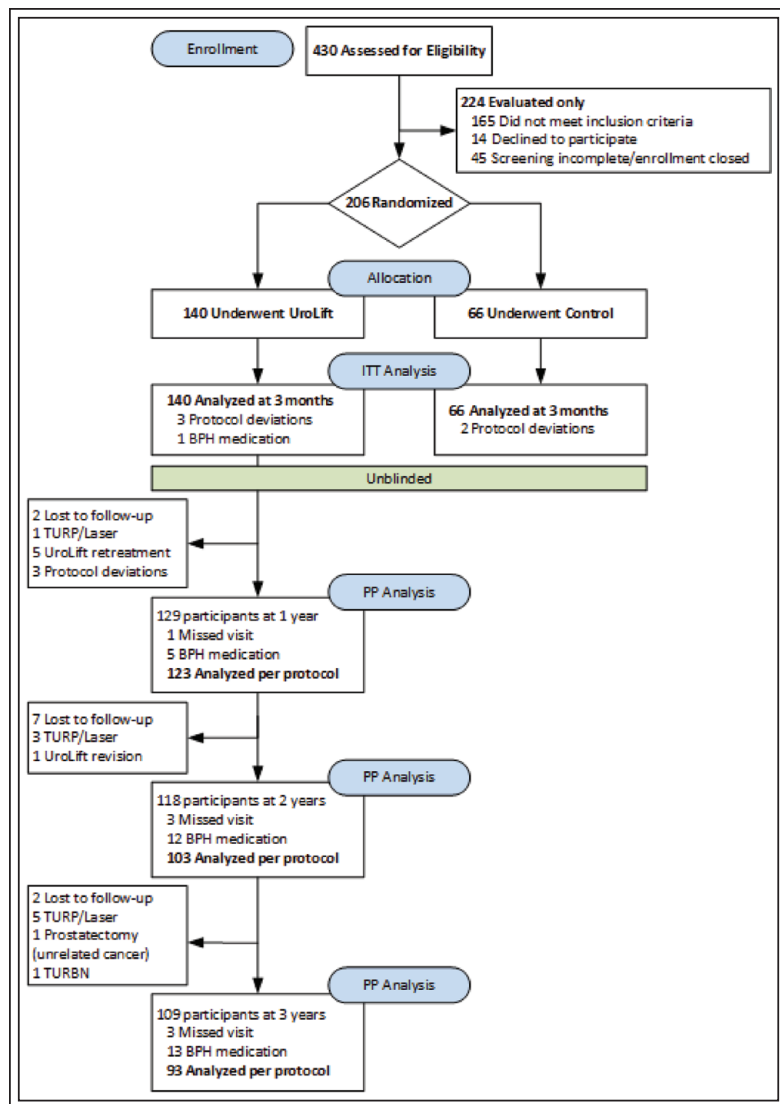 Enrollment
430 Assessed for Eligibility
224 Evaluated only
165 Did not meet inclusion criteria
14 Declined to participate
45 Screening incomplete/enrollment closed
206 Randomized
Allocation
140 Underwent UroLift
66 Underwent Control
ITT Analysis
140 Analyzed at 3 months
3 Protocol deviations
1 BPH medication
66 Analyzed at 3 months
2 Protocol deviations
Unblinded
2 Lost to follow-up
1 TURP/Laser
5 UroLift retreatment
3 Protocol deviations
PP Analysis
129 participants at 1 year
1 Missed visit
5 BPH medication
123 Analyzed per protocol
7 Lost to follow-up
3 TURP/Laser
1 UroLift revision
PP Analysis
118 participants at 2 years
3 Missed visit
12 BPH medication
103 Analyzed per protocol
2 Lost to follow-up
5 TURP/Laser
1 Prostatectomy
(unrelated cancer)
1 TURBN
PP Analysis
109 participants at 3 years
3 Missed visit
13 BPH medication
93 Analyzed per protocol